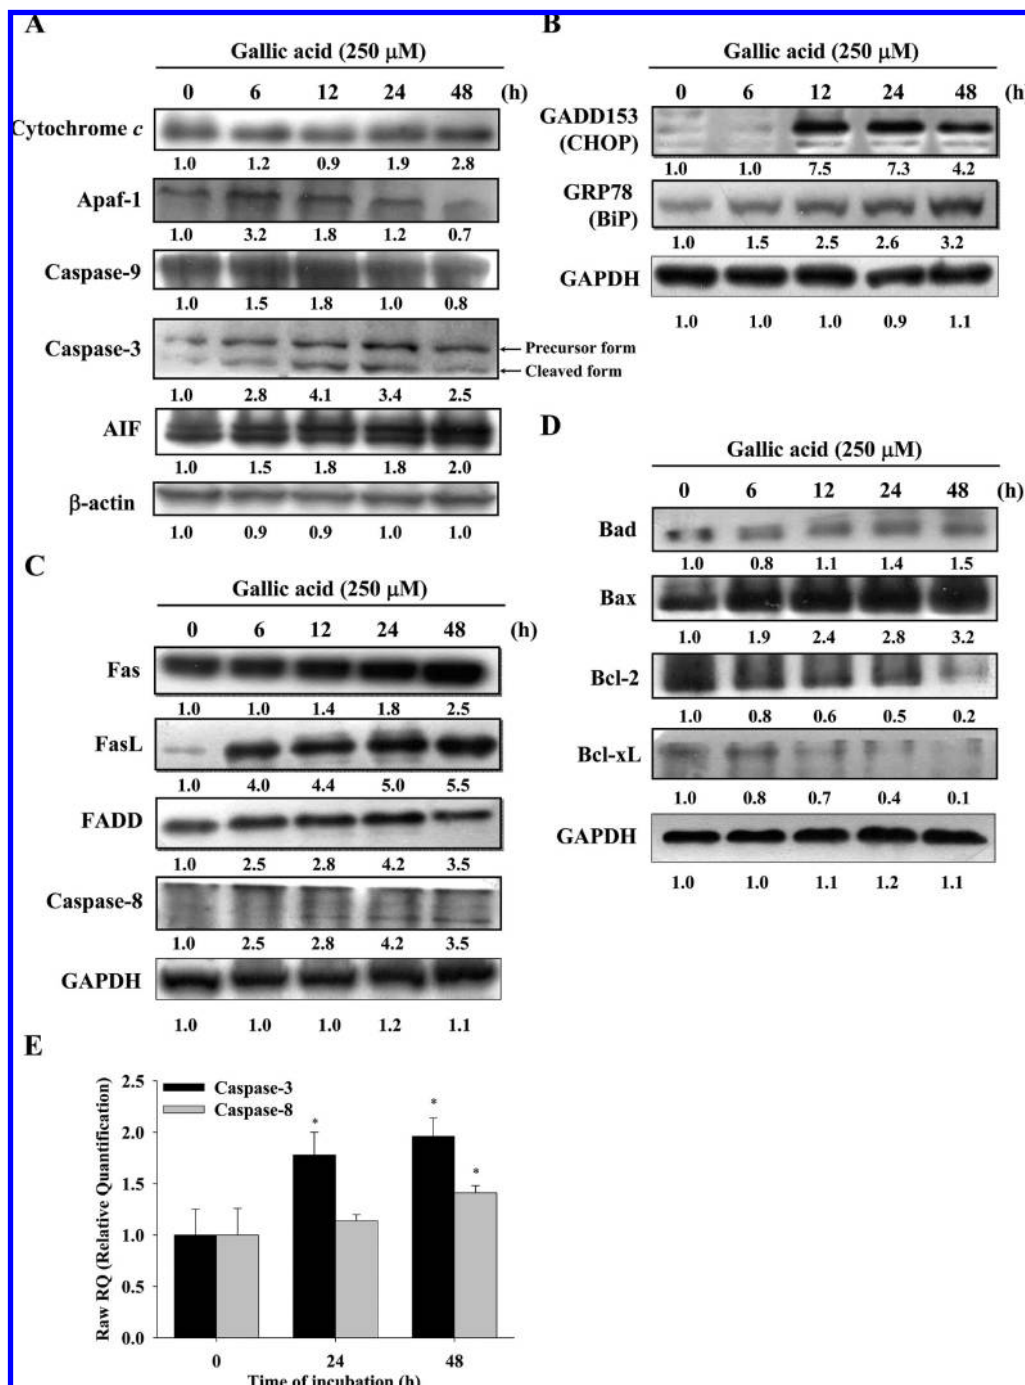 A
Gallic acid (250 μM)
0 6 12 24 48 (h)
Cytochrome c
1.0 1.2 0.9 1.9 2.8
Apaf-1
1.0 3.2 1.8 1.2 0.7
Caspase-9
1.0 1.5 1.8 1.0 0.8
Caspase-3
Precursor form
Cleaved form
1.0 2.8 4.1 3.4 2.5
AIF
1.0 1.5 1.8 1.8 2.0
β-actin
1.0 0.9 0.9 1.0 1.0
B
Gallic acid (250 μM)
0 6 12 24 48 (h)
GADD153
(CHOP)
1.0 1.0 7.5 7.3 4.2
GRP78
(BiP)
1.0 1.5 2.5 2.6 3.2
GAPDH
1.0 1.0 1.0 0.9 1.1
C
Gallic acid (250 μM)
0 6 12 24 48 (h)
Fas
1.0 1.0 1.4 1.8 2.5
FasL
1.0 4.0 4.4 5.0 5.5
FADD
1.0 2.5 2.8 4.2 3.5
Caspase-8
1.0 2.5 2.8 4.2 3.5
GAPDH
1.0 1.0 1.0 1.2 1.1
D
Gallic acid (250 μM)
0 6 12 24 48 (h)
Bad
1.0 0.8 1.1 1.4 1.5
Bax
1.0 1.9 2.4 2.8 3.2
Bcl-2
1.0 0.8 0.6 0.5 0.2
Bcl-xL
1.0 0.8 0.7 0.4 0.1
GAPDH
1.0 1.0 1.1 1.2 1.1
E
Raw RQ (Relative Quantification)
2.5
2.0
1.5
1.0
0.5
0.0
Caspase-3
Caspase-8
* * *
0 24 48
Time of incubation (h)